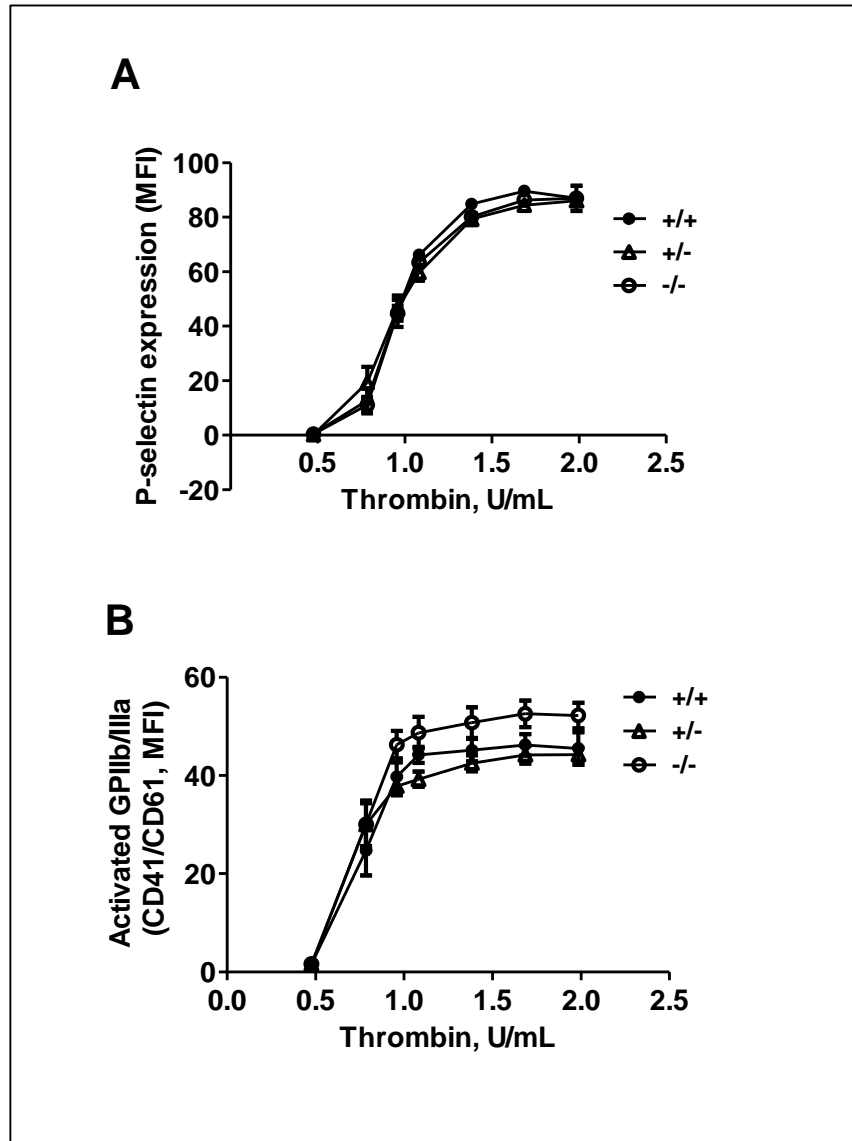 A
P-selectin expression (MFI)
100
80
60
40
20
0
-20
0.5 1.0 1.5 2.0 2.5
Thrombin, U/mL
+/+
+/-
-/-
B
Activated GPIIb/IIIa
(CD41/CD61, MFI)
60
40
20
0
0.0 0.5 1.0 1.5 2.0 2.5
Thrombin, U/mL
+/+
+/-
-/-